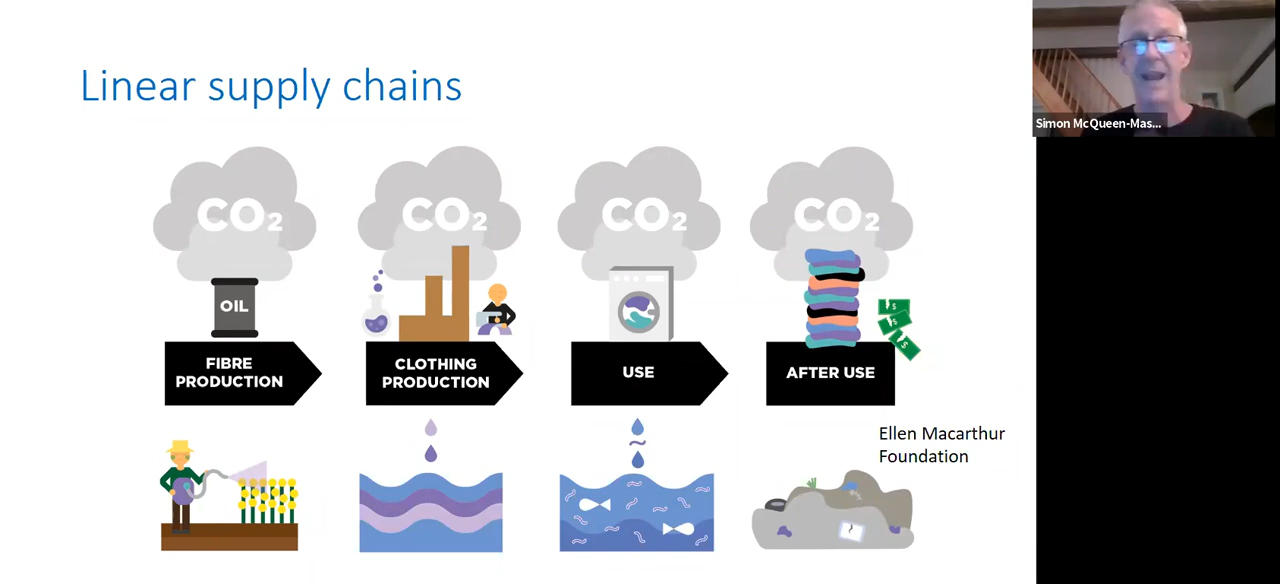 Linear supply chains
Simon McQueen-Mas...
CO₂
CO₂
CO₂
CO₂
OIL
FIBRE
PRODUCTION
CLOTHING
PRODUCTION
USE
AFTER USE
$
$
$
Ellen Macarthur
Foundation